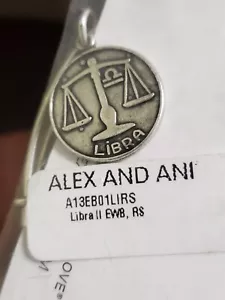 LiBRA
ALEX AND ANI
A13EB01LIRS
Libra II EWB, RS